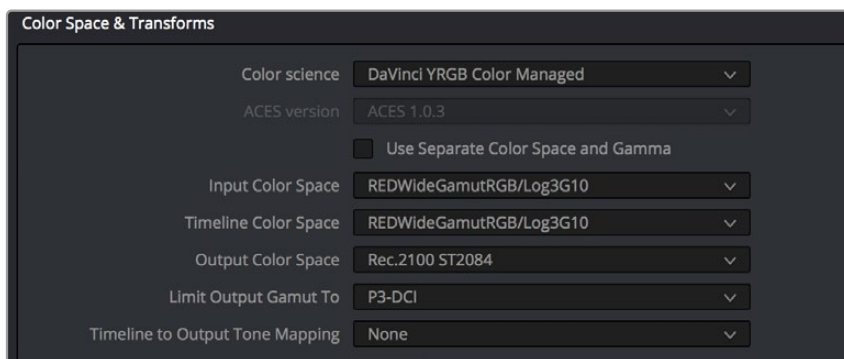 Color Space & Transforms
Color science DaVinci YRGB Color Managed
ACES version ACES 1.0.3
Use Separate Color Space and Gamma
Input Color Space REDWideGamutRGB/Log3G10
Timeline Color Space REDWideGamutRGB/Log3G10
Output Color Space Rec.2100 ST2084
Limit Output Gamut To P3-DCI
Timeline to Output Tone Mapping None